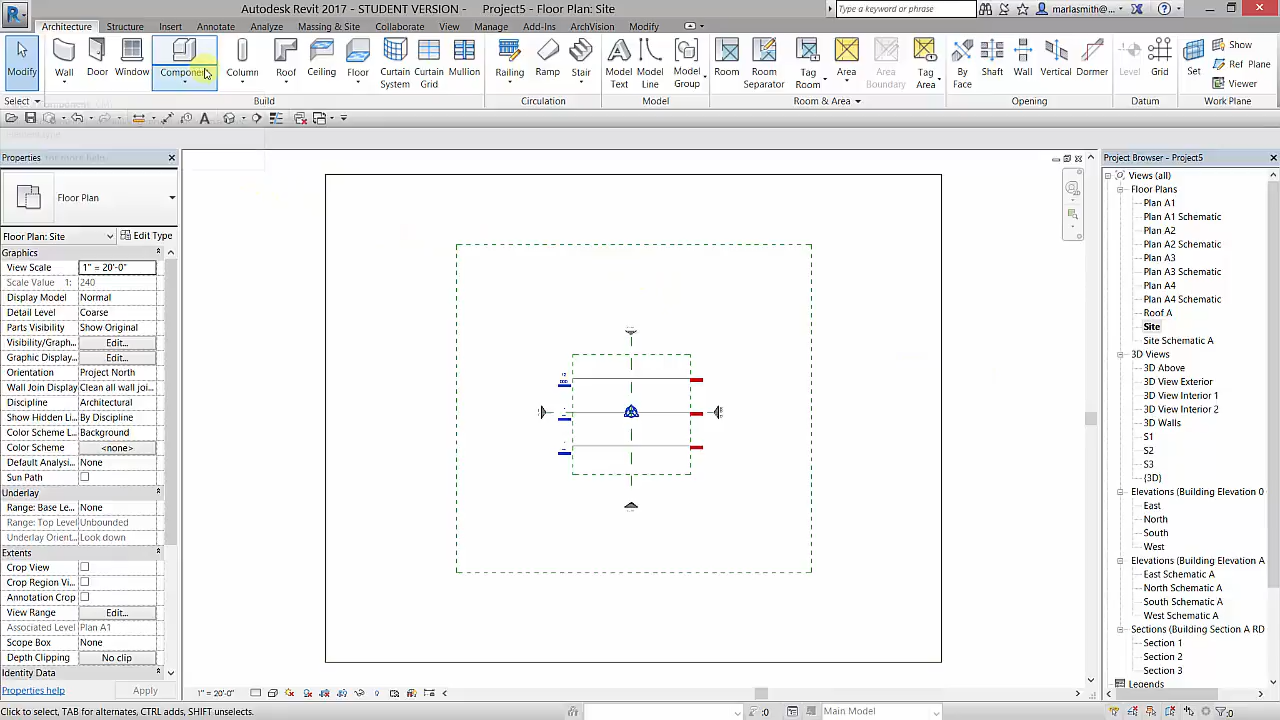 Autodesk Revit 2017 - STUDENT VERSION - Project5 - Floor Plan: Site
Type a keyword or phrase
marlasmith@...
Architecture Structure Insert Annotate Analyze Massing & Site Collaborate View Manage Add-Ins ArchVision Modify
Modify Wall Door Window Component Column Roof Ceiling Floor Curtain System Curtain Grid Mullion Railing Ramp Stair Model Text Model Line Model Group Room Room Separator Tag Room Area Area Boundary Tag Area By Face Shaft Wall Vertical Dormer Level Grid Set Show Ref Plane Viewer
Select Build Circulation Model Room & Area Opening Datum Work Plane
Properties
Floor Plan
Floor Plan: Site Edit Type
Graphics
View Scale 1" = 20'-0"
Scale Value 1: 240
Display Model Normal
Detail Level Coarse
Parts Visibility Show Original
Visibility/Graph... Edit...
Graphic Display... Edit...
Orientation Project North
Wall Join Display Clean all wall joi...
Discipline Architectural
Show Hidden Li... By Discipline
Color Scheme L... Background
Color Scheme <none>
Default Analysi... None
Sun Path
Underlay
Range: Base Le... None
Range: Top Level Unbounded
Underlay Orient... Look down
Extents
Crop View
Crop Region Vi...
Annotation Crop
View Range Edit...
Associated Level Plan A1
Scope Box None
Depth Clipping No clip
Identity Data
Properties help Apply
Project Browser - Project5
Views (all)
Floor Plans
Plan A1
Plan A1 Schematic
Plan A2
Plan A2 Schematic
Plan A3
Plan A3 Schematic
Plan A4
Plan A4 Schematic
Roof A
Site
Site Schematic A
3D Views
3D Above
3D View Exterior
3D View Interior 1
3D View Interior 2
3D Walls
S1
S2
S3
{3D}
Elevations (Building Elevation 0
East
North
South
West
Elevations (Building Elevation A
East Schematic A
North Schematic A
South Schematic A
West Schematic A
Sections (Building Section A RD
Section 1
Section 2
Section 3
Legends
1" = 20'-0"
Click to select, TAB for alternates, CTRL adds, SHIFT unselects.
:0
Main Model
:0